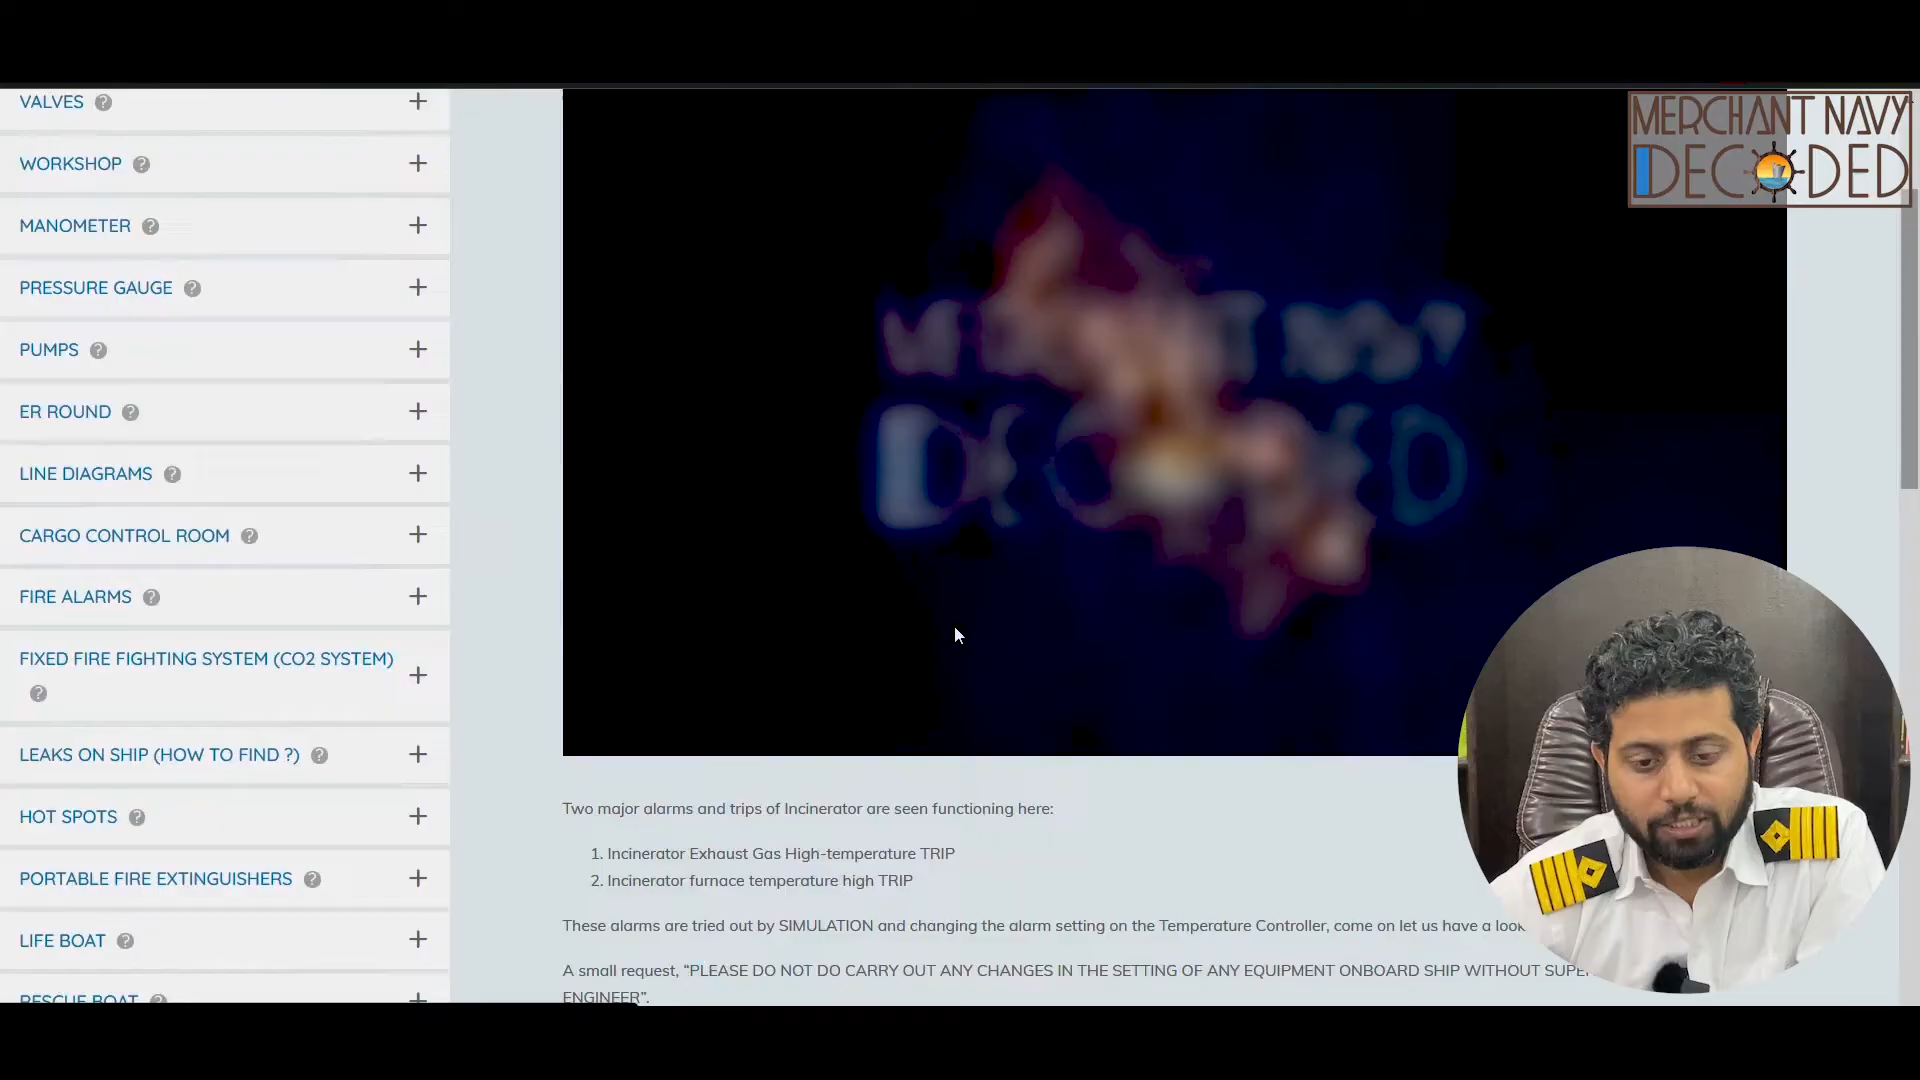 MERCHANT NAVY
DECODED
VALVES ?
WORKSHOP ?
MANOMETER ?
PRESSURE GAUGE ?
PUMPS ?
ER ROUND ?
LINE DIAGRAMS ?
CARGO CONTROL ROOM ?
FIRE ALARMS ?
FIXED FIRE FIGHTING SYSTEM (CO2 SYSTEM)
?
LEAKS ON SHIP (HOW TO FIND ?) ?
HOT SPOTS ?
PORTABLE FIRE EXTINGUISHERS ?
LIFE BOAT ?
RESCUE BOAT ?
Two major alarms and trips of Incinerator are seen functioning here:
1. Incinerator Exhaust Gas High-temperature TRIP
2. Incinerator furnace temperature high TRIP
These alarms are tried out by SIMULATION and changing the alarm setting on the Temperature Controller, come on let us have a look
A small request, “PLEASE DO NOT DO CARRY OUT ANY CHANGES IN THE SETTING OF ANY EQUIPMENT ONBOARD SHIP WITHOUT
ENGINEER”.